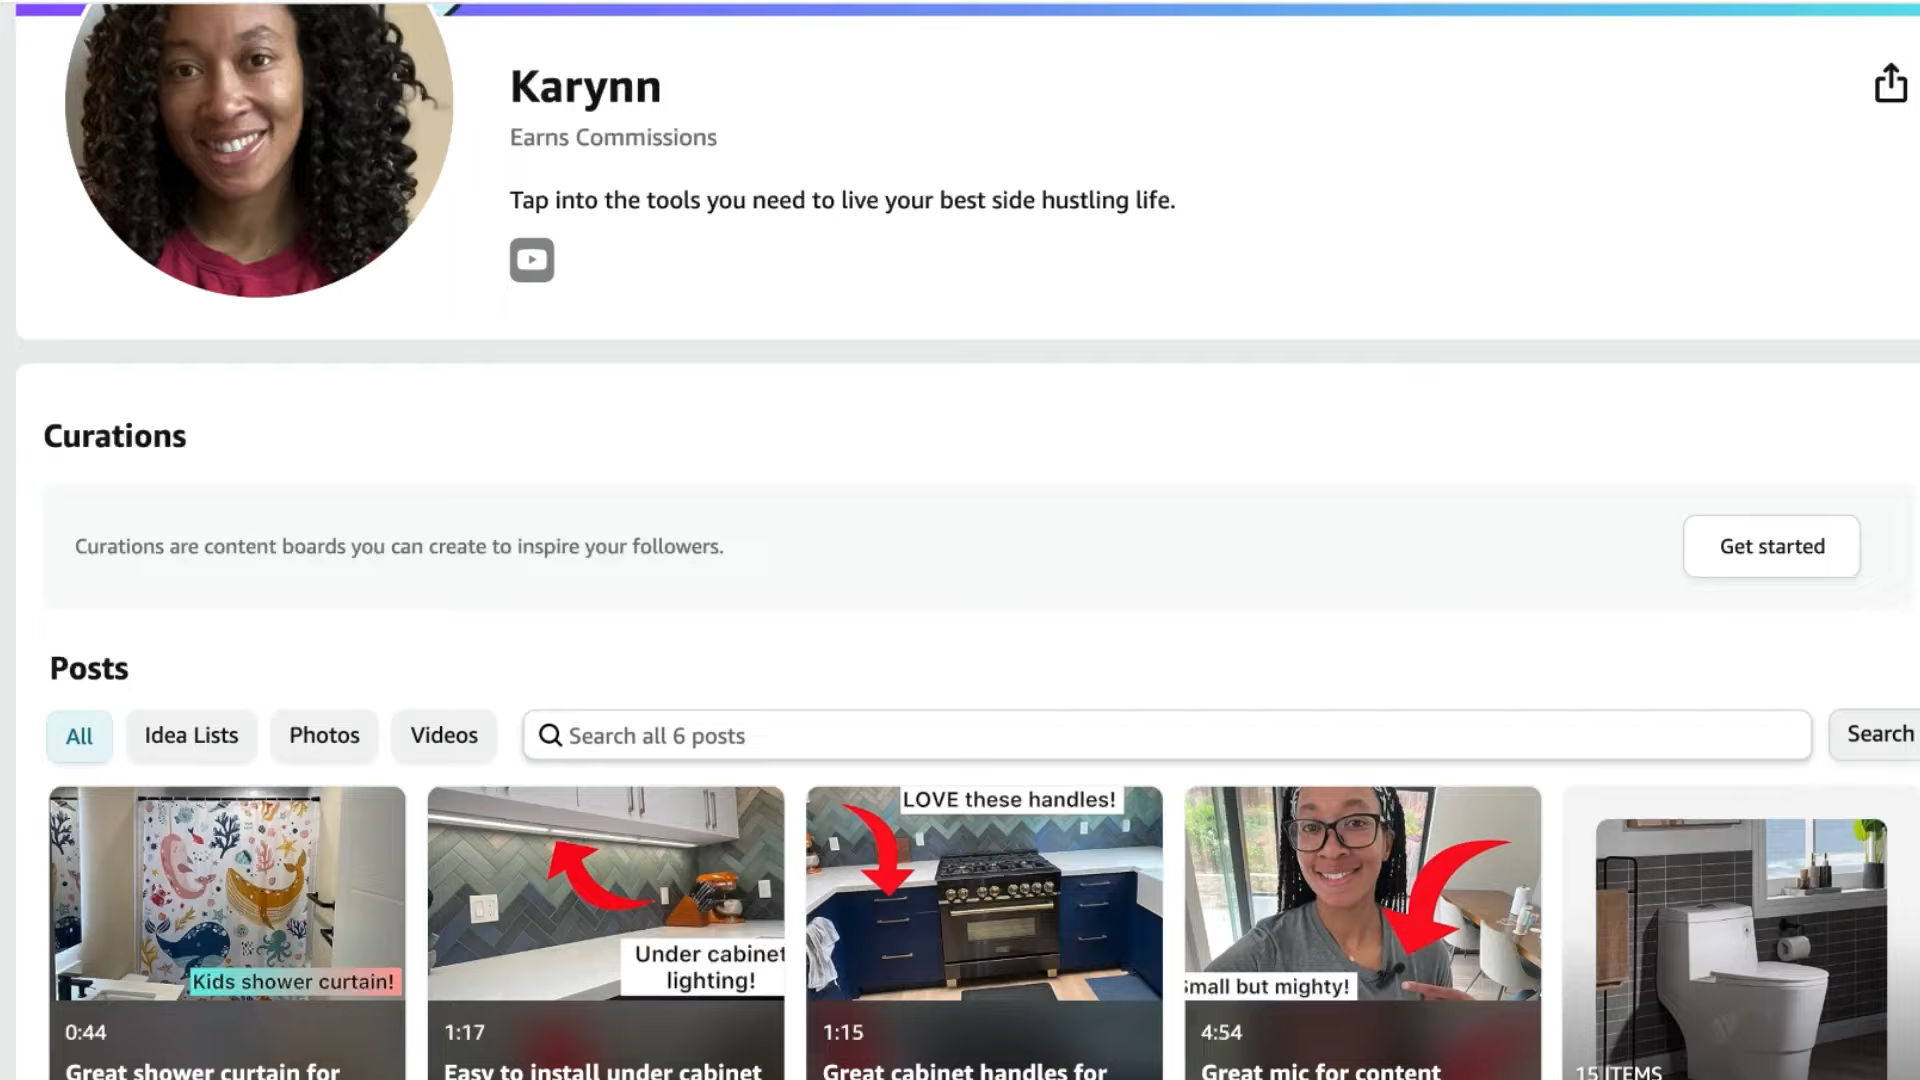 Karynn
Earns Commissions
Tap into the tools you need to live your best side hustling life.
Curations
Curations are content boards you can create to inspire your followers.
Get started
Posts
All
Idea Lists
Photos
Videos
Search all 6 posts
Search
Kids shower curtain!
0:44
Great shower curtain for
Under cabinet
lighting!
1:17
Easy to install under cabinet
LOVE these handles!
1:15
Great cabinet handles for
Small but mighty!
4:54
Great mic for content
15 ITEMS